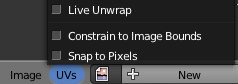 Live Unwrap
Constrain to Image Bounds
Snap to Pixels
Image UVs New